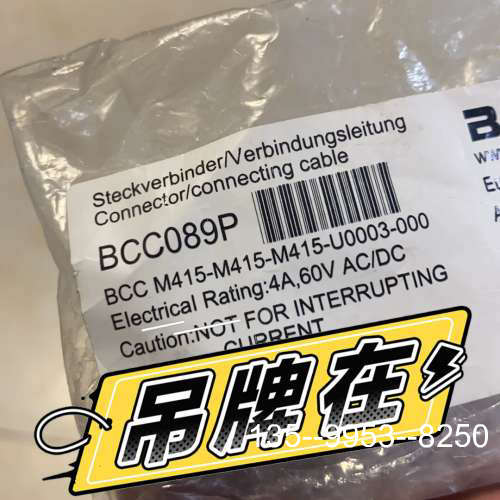 Steckverbinder/Verbindungsleitung
Connector/connecting cable
BCC089P
BCC M415-M415-M415-U0003-000
Electrical Rating:4A,60V AC/DC
Caution:NOT FOR INTERRUPTING
CURRENT
B
吊牌在
135--9953--8250